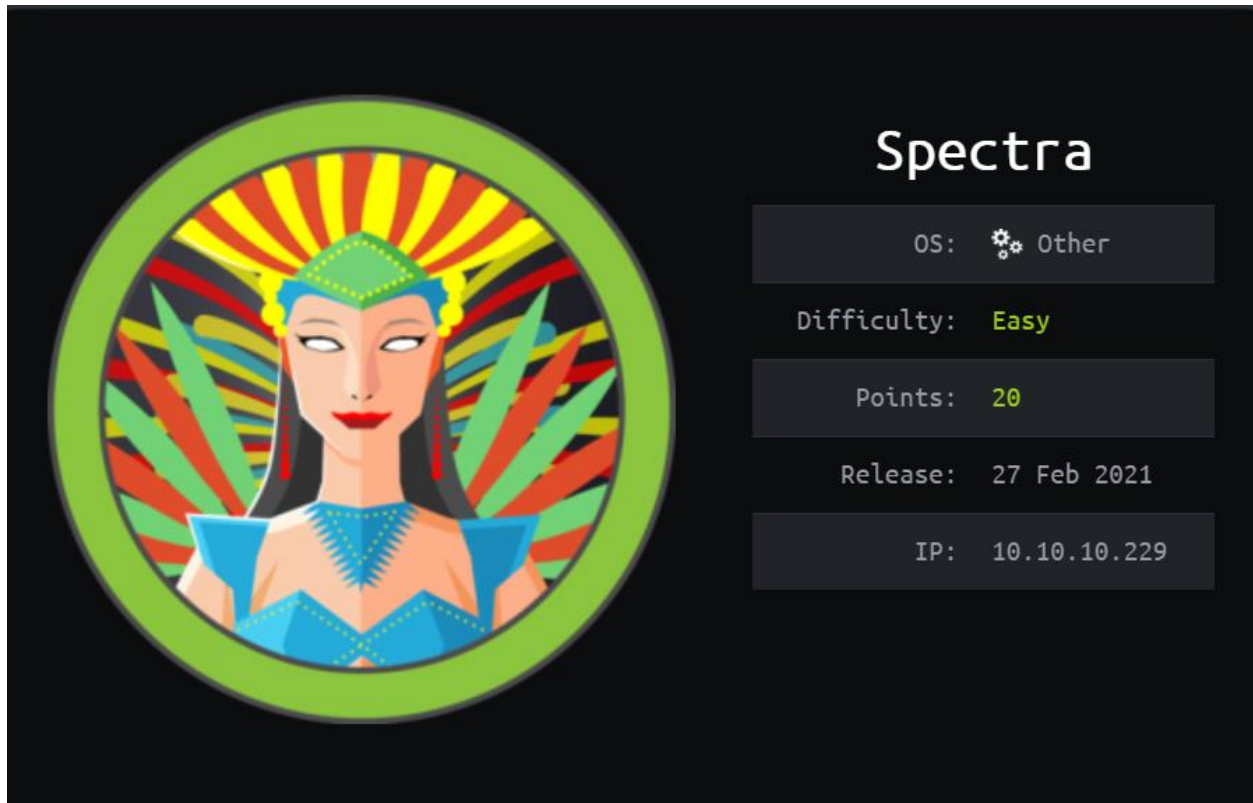 Spectra
OS: Other
Difficulty: Easy
Points: 20
Release: 27 Feb 2021
IP: 10.10.10.229